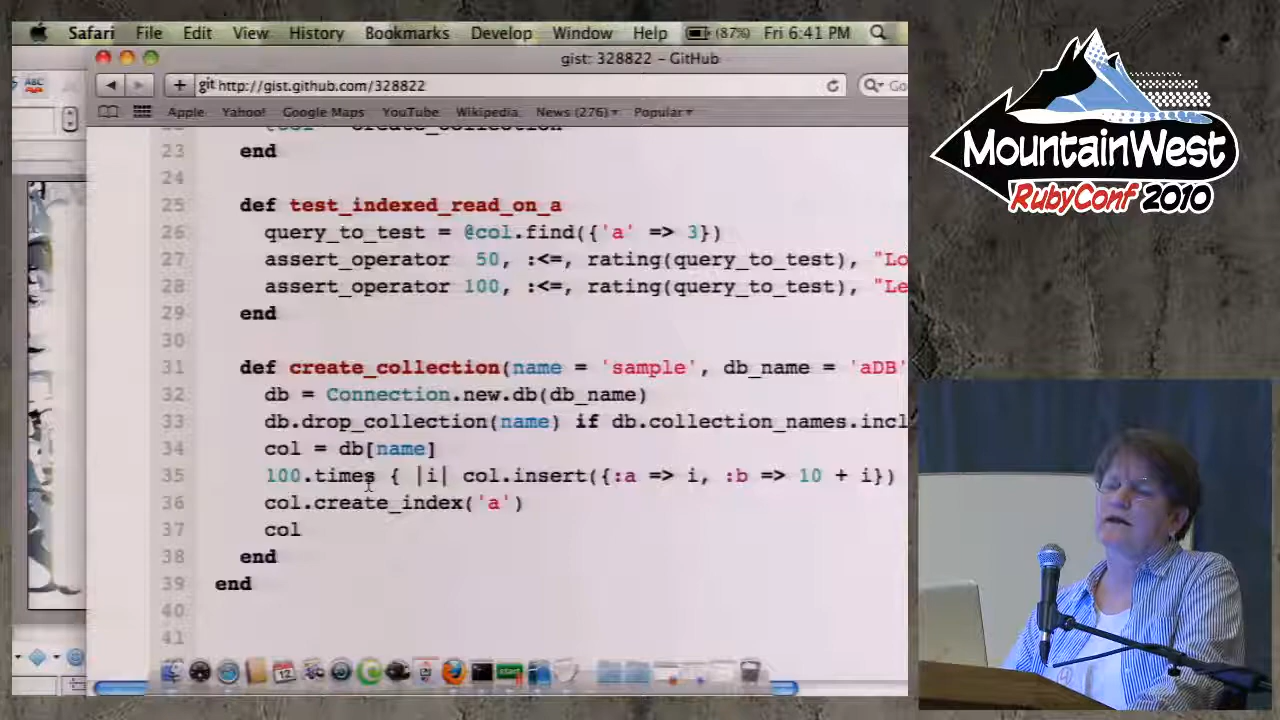 Safari File Edit View History Bookmarks Develop Window Help (87%) Fri 6:41 PM
gist: 328822 – GitHub
git http://gist.github.com/328822
Apple Yahoo! Google Maps YouTube Wikipedia News (276) Popular
ABC
create_collection
23 end
24
25 def test_indexed_read_on_a
26 query_to_test = @col.find({'a' => 3})
27 assert_operator 50, :<=, rating(query_to_test), "Lo
28 assert_operator 100, :<=, rating(query_to_test), "Le
29 end
30
31 def create_collection(name = 'sample', db_name = 'aDB'
32 db = Connection.new.db(db_name)
33 db.drop_collection(name) if db.collection_names.incl
34 col = db[name]
35 100.times { |i| col.insert({:a => i, :b => 10 + i})
36 col.create_index('a')
37 col
38 end
39 end
40
41
MountainWest
RubyConf 2010